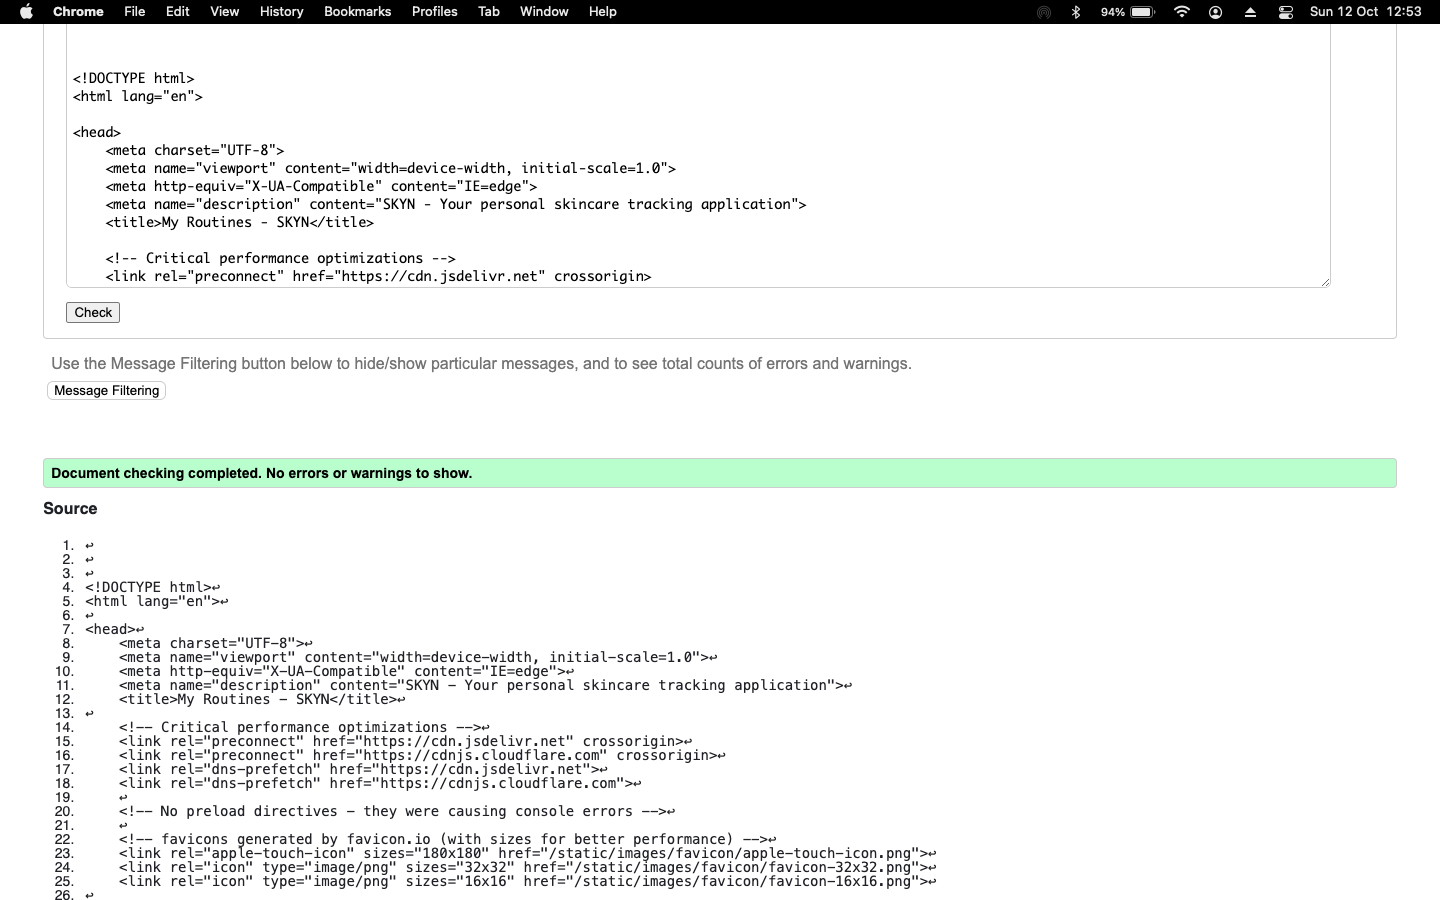 Chrome File Edit View History Bookmarks Profiles Tab Window Help 94% Sun 12 Oct 12:53
<!DOCTYPE html>
<html lang="en">
<head>
<meta charset="UTF-8">
<meta name="viewport" content="width=device-width, initial-scale=1.0">
<meta http-equiv="X-UA-Compatible" content="IE=edge">
<meta name="description" content="SKYN - Your personal skincare tracking application">
<title>My Routines - SKYN</title>
<!-- Critical performance optimizations -->
<link rel="preconnect" href="https://cdn.jsdelivr.net" crossorigin>
Check
Use the Message Filtering button below to hide/show particular messages, and to see total counts of errors and warnings.
Message Filtering
Document checking completed. No errors or warnings to show.
Source
1. ↩
2. ↩
3. ↩
4. <!DOCTYPE html>↩
5. <html lang="en">↩
6. ↩
7. <head>↩
8. <meta charset="UTF-8">↩
9. <meta name="viewport" content="width=device-width, initial-scale=1.0">↩
10. <meta http-equiv="X-UA-Compatible" content="IE=edge">↩
11. <meta name="description" content="SKYN - Your personal skincare tracking application">↩
12. <title>My Routines - SKYN</title>↩
13. ↩
14. <!-- Critical performance optimizations -->↩
15. <link rel="preconnect" href="https://cdn.jsdelivr.net" crossorigin>↩
16. <link rel="preconnect" href="https://cdnjs.cloudflare.com" crossorigin>↩
17. <link rel="dns-prefetch" href="https://cdn.jsdelivr.net">↩
18. <link rel="dns-prefetch" href="https://cdnjs.cloudflare.com">↩
19. ↩
20. <!-- No preload directives - they were causing console errors -->↩
21. ↩
22. <!-- favicons generated by favicon.io (with sizes for better performance) -->↩
23. <link rel="apple-touch-icon" sizes="180x180" href="/static/images/favicon/apple-touch-icon.png">↩
24. <link rel="icon" type="image/png" sizes="32x32" href="/static/images/favicon/favicon-32x32.png">↩
25. <link rel="icon" type="image/png" sizes="16x16" href="/static/images/favicon/favicon-16x16.png">↩
26. ↩